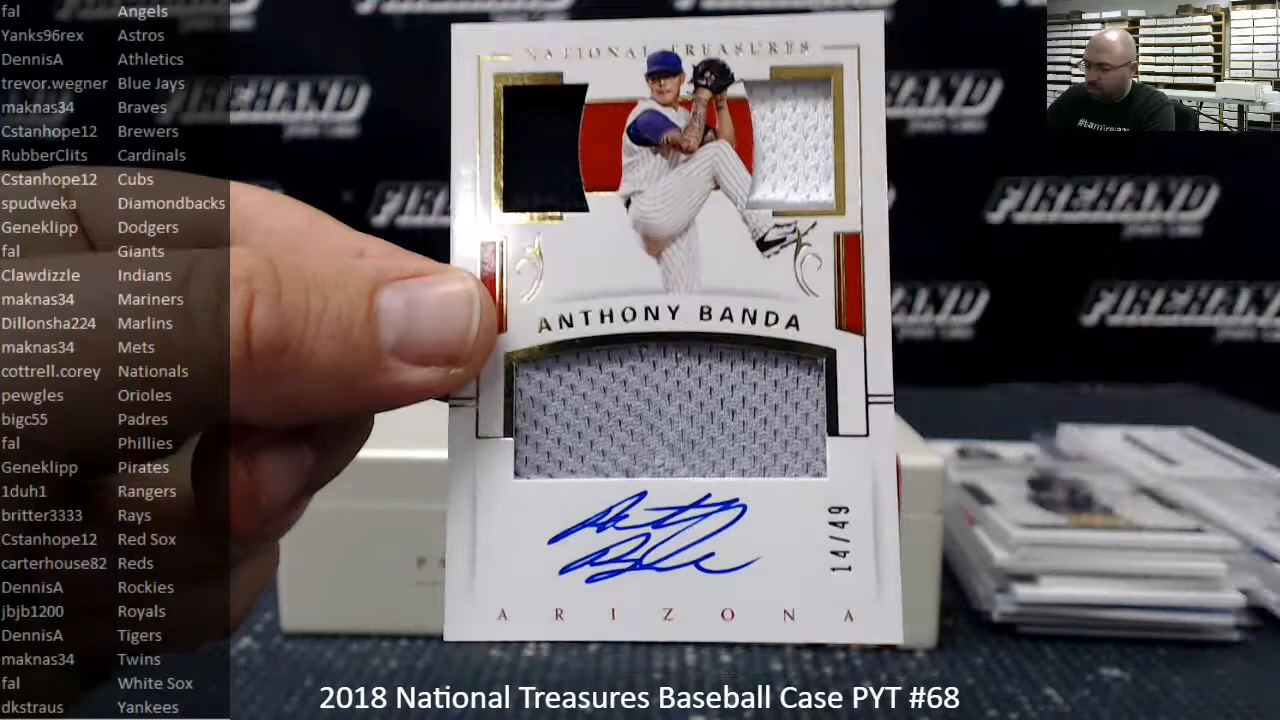 fal Angels
Yanks96rex Astros
DennisA Athletics
trevor.wegner Blue Jays
maknas34 Braves
Cstanhope12 Brewers
RubberClits Cardinals
Cstanhope12 Cubs
spudweka Diamondbacks
Geneklipp Dodgers
fal Giants
Clawdizzle Indians
maknas34 Mariners
Dillonsha224 Marlins
maknas34 Mets
cottrell.corey Nationals
pewgles Orioles
bigc55 Padres
fal Phillies
Geneklipp Pirates
1duh1 Rangers
britter3333 Rays
Cstanhope12 Red Sox
carterhouse82 Reds
DennisA Rockies
jbjb1200 Royals
DennisA Tigers
maknas34 Twins
fal White Sox
dkstraus Yankees
NATIONAL TREASURES
ANTHONY BANDA
14/49
ARIZONA
FIREHAND
FIREHAND
FIREHAND
FIREHAND
FIREHAND
2018 National Treasures Baseball Case PYT #68